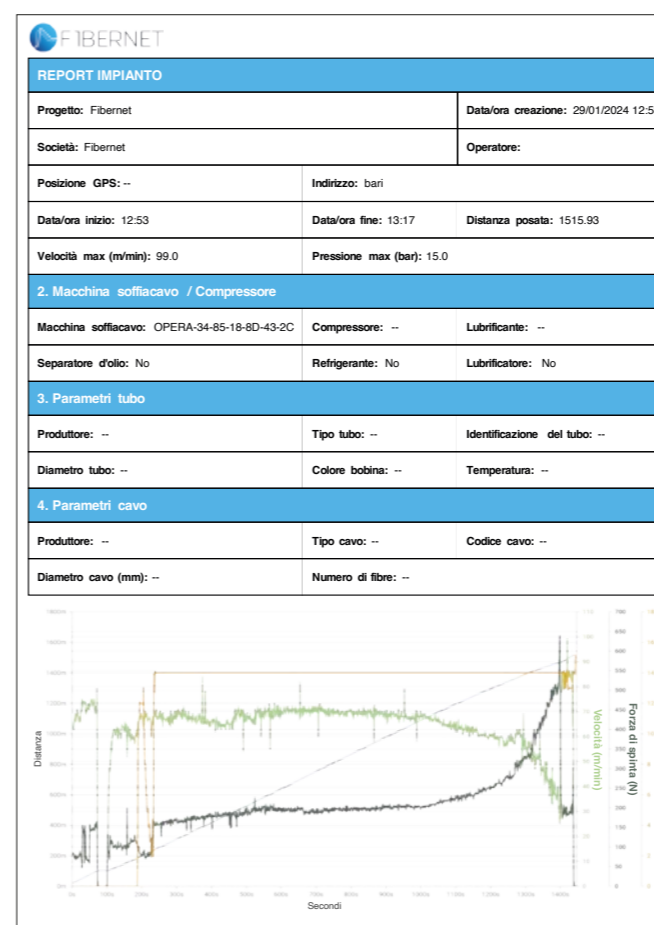 F1BERNET
REPORT IMPIANTO
Progetto: Fibernet Data/ora creazione: 29/01/2024 12:5
Società: Fibernet Operatore:
Posizione GPS: -- Indirizzo: bari
Data/ora inizio: 12:53 Data/ora fine: 13:17 Distanza posata: 1515.93
Velocità max (m/min): 99.0 Pressione max (bar): 15.0
2. Macchina soffiacavo / Compressore
Macchina soffiacavo: OPERA-34-85-18-8D-43-2C Compressore: -- Lubrificante: --
Separatore d'olio: No Refrigerante: No Lubrificatore: No
3. Parametri tubo
Produttore: -- Tipo tubo: -- Identificazione del tubo: --
Diametro tubo: -- Colore bobina: -- Temperatura: --
4. Parametri cavo
Produttore: -- Tipo cavo: -- Codice cavo: --
Diametro cavo (mm): -- Numero di fibre: --
Distanza
Velocità (m/min)
Forza di spinta (N)
Secondi